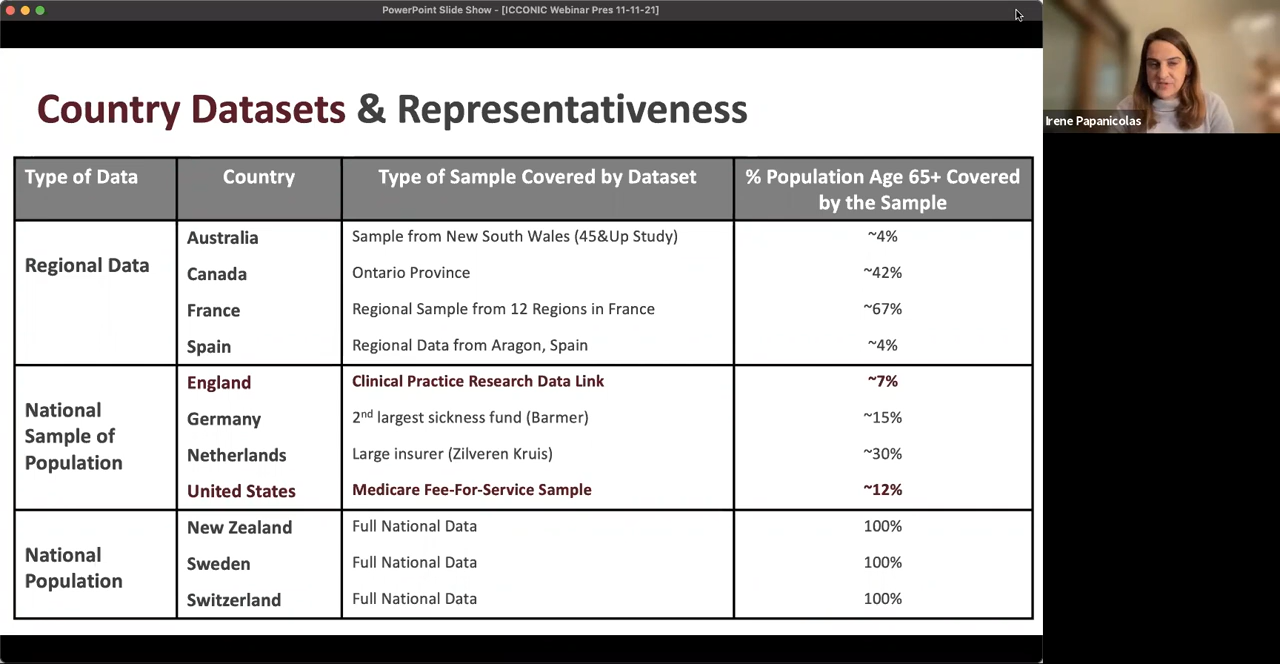 PowerPoint Slide Show - [ICCONIC Webinar Pres 11-11-21]
Irene Papanicolas
Country Datasets & Representativeness
Type of Data Country Type of Sample Covered by Dataset % Population Age 65+ Covered
by the Sample
Regional Data
Australia Sample from New South Wales (45&Up Study) ~4%
Canada Ontario Province ~42%
France Regional Sample from 12 Regions in France ~67%
Spain Regional Data from Aragon, Spain ~4%
National
Sample of
Population
England Clinical Practice Research Data Link ~7%
Germany 2nd largest sickness fund (Barmer) ~15%
Netherlands Large insurer (Zilveren Kruis) ~30%
United States Medicare Fee-For-Service Sample ~12%
National
Population
New Zealand Full National Data 100%
Sweden Full National Data 100%
Switzerland Full National Data 100%